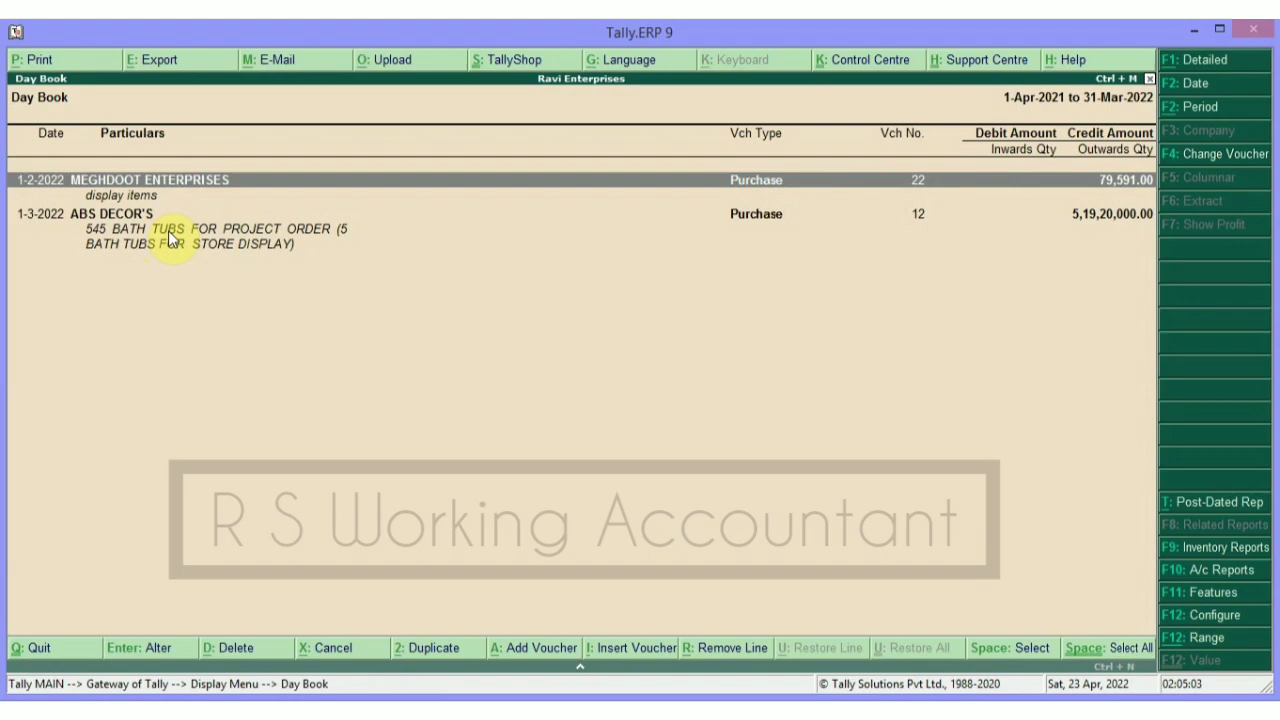 Tally.ERP 9
P: Print E: Export M: E-Mail O: Upload S: TallyShop G: Language K: Keyboard K: Control Centre H: Support Centre H: Help
Day Book Ravi Enterprises Ctrl + M
Day Book 1-Apr-2021 to 31-Mar-2022
Date Particulars Vch Type Vch No. Debit Amount Credit Amount
Inwards Qty Outwards Qty
1-2-2022 MEGHDOOT ENTERPRISES Purchase 22 79,591.00
display items
1-3-2022 ABS DECOR'S Purchase 12 5,19,20,000.00
545 BATH TUBS FOR PROJECT ORDER (5
BATH TUBS FOR STORE DISPLAY)
R S Working Accountant
F1: Detailed
F2: Date
F2: Period
F3: Company
F4: Change Voucher
F5: Columnar
F6: Extract
F7: Show Profit
T: Post-Dated Rep
F8: Related Reports
F9: Inventory Reports
F10: A/c Reports
F11: Features
F12: Configure
F12: Range
F12: Value
Q: Quit Enter: Alter D: Delete X: Cancel 2: Duplicate A: Add Voucher I: Insert Voucher R: Remove Line U: Restore Line U: Restore All Space: Select Space: Select All
Ctrl + N
Tally MAIN --> Gateway of Tally --> Display Menu --> Day Book © Tally Solutions Pvt Ltd., 1988-2020 Sat, 23 Apr, 2022 02:05:03